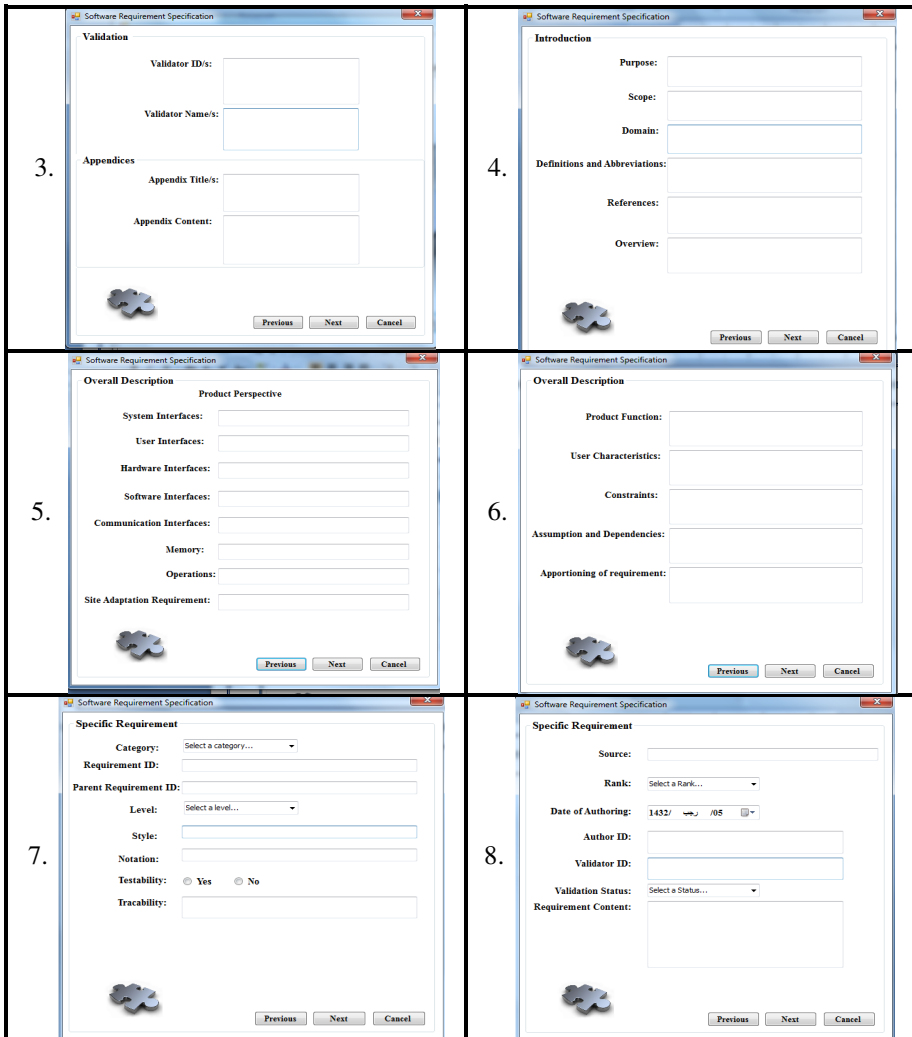 3.
Software Requirement Specification
Validation
Validator ID/s:
Validator Name/s:
Appendices
Appendix Title/s:
Appendix Content:
Previous Next Cancel
4.
Software Requirement Specification
Introduction
Purpose:
Scope:
Domain:
Definitions and Abbreviations:
References:
Overview:
Previous Next Cancel
5.
Software Requirement Specification
Overall Description
Product Perspective
System Interfaces:
User Interfaces:
Hardware Interfaces:
Software Interfaces:
Communication Interfaces:
Memory:
Operations:
Site Adaptation Requirement:
Previous Next Cancel
6.
Software Requirement Specification
Overall Description
Product Function:
User Characteristics:
Constraints:
Assumption and Dependencies:
Apportioning of requirement:
Previous Next Cancel
7.
Software Requirement Specification
Specific Requirement
Category: Select a category...
Requirement ID:
Parent Requirement ID:
Level: Select a level...
Style:
Notation:
Testability: Yes No
Tracability:
Previous Next Cancel
8.
Software Requirement Specification
Specific Requirement
Source:
Rank: Select a Rank...
Date of Authoring: 1432/ رجب /05
Author ID:
Validator ID:
Validation Status: Select a Status...
Requirement Content:
Previous Next Cancel